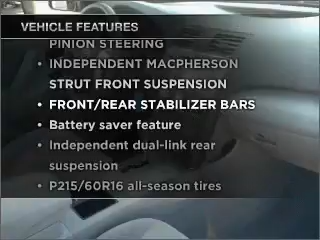 VEHICLE FEATURES
PINION STEERING
• INDEPENDENT MACPHERSON
STRUT FRONT SUSPENSION
• FRONT/REAR STABILIZER BARS
• Battery saver feature
• Independent dual-link rear
suspension
• P215/60R16 all-season tires